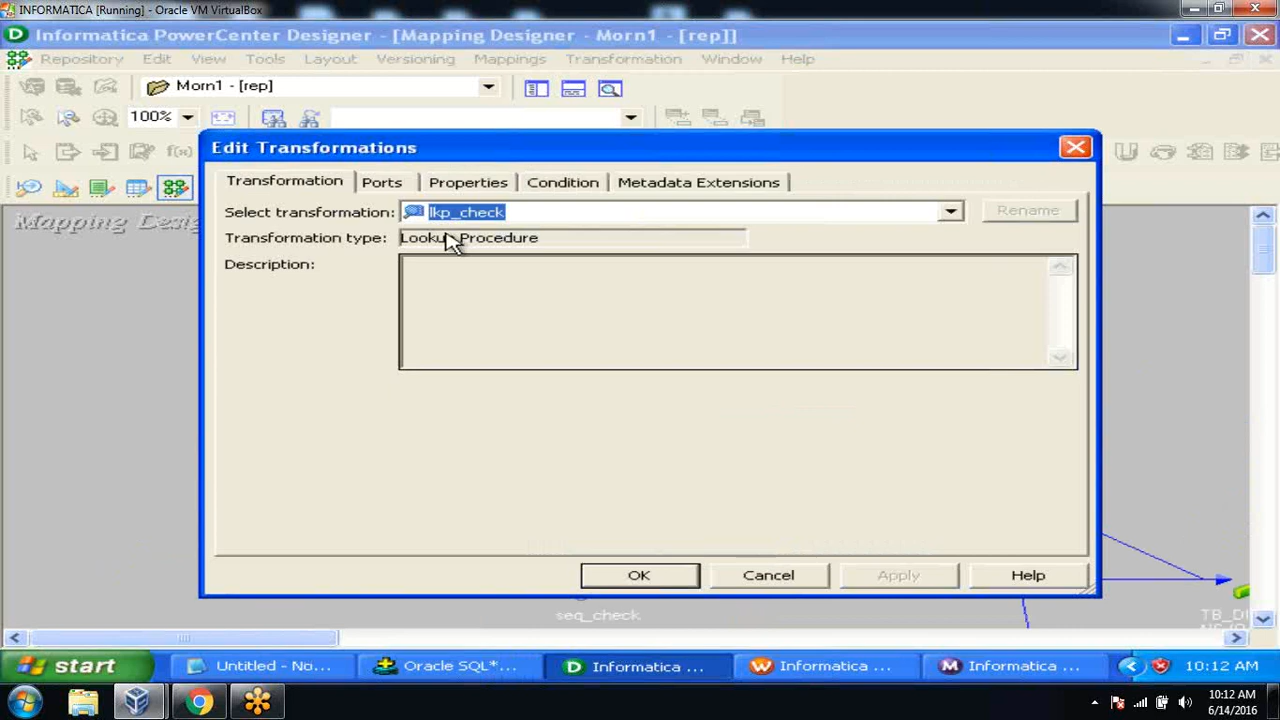 INFORMATICA [Running] - Oracle VM VirtualBox
Informatica PowerCenter Designer - [Mapping Designer - Morn1 - [rep]]
Repository Edit View Tools Layout Versioning Mappings Transformation Window Help
Morn1 - [rep]
100%
f(x)
Edit Transformations
Transformation Ports Properties Condition Metadata Extensions
Mapping Desi
Select transformation: lkp_check Rename
Transformation type: Lookup Procedure
Description:
OK Cancel Apply Help
seq_check
TB_DI
start Untitled - No... Oracle SQL*... Informatica ... Informatica ... Informatica ... 10:12 AM
10:12 AM
6/14/2016